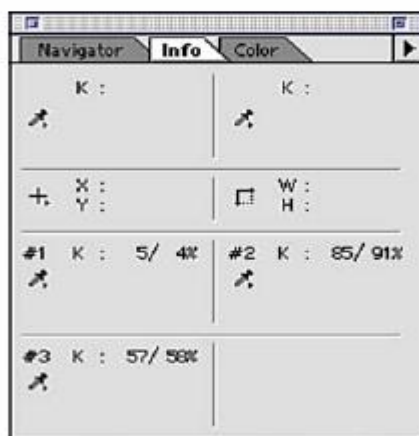 Navigator Info Color
K : K :
X : W :
Y : H :
#1 K : 5/ 4% #2 K : 85/ 91%
#3 K : 57/ 58%